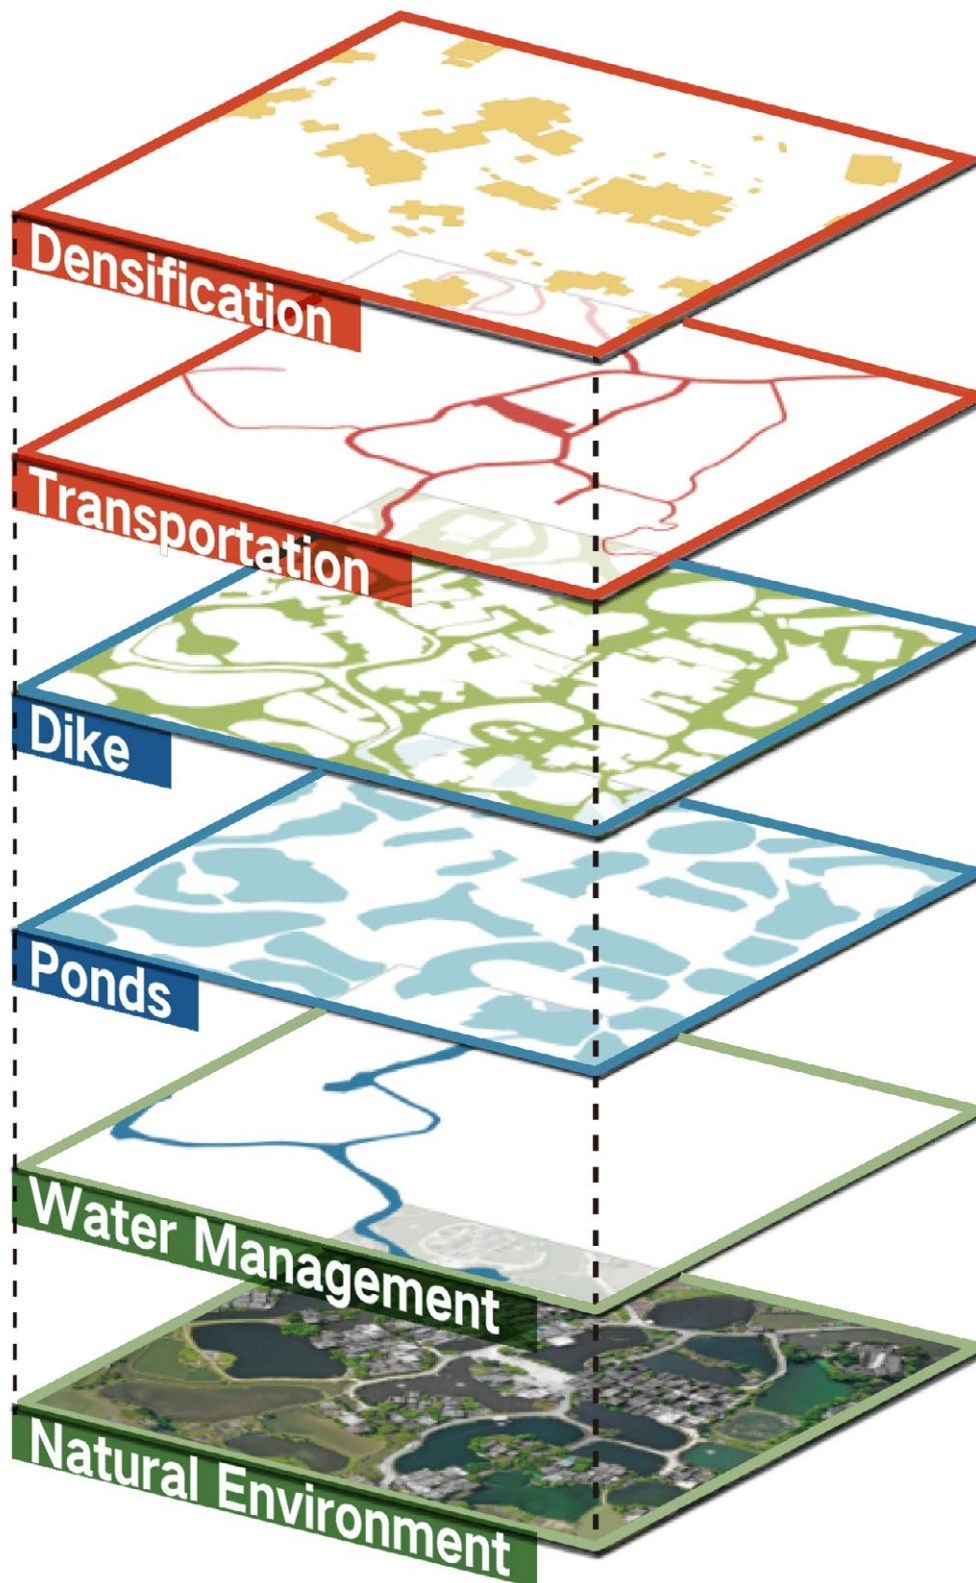 Densification
Transportation
Dike
Ponds
Water Management
Natural Environment